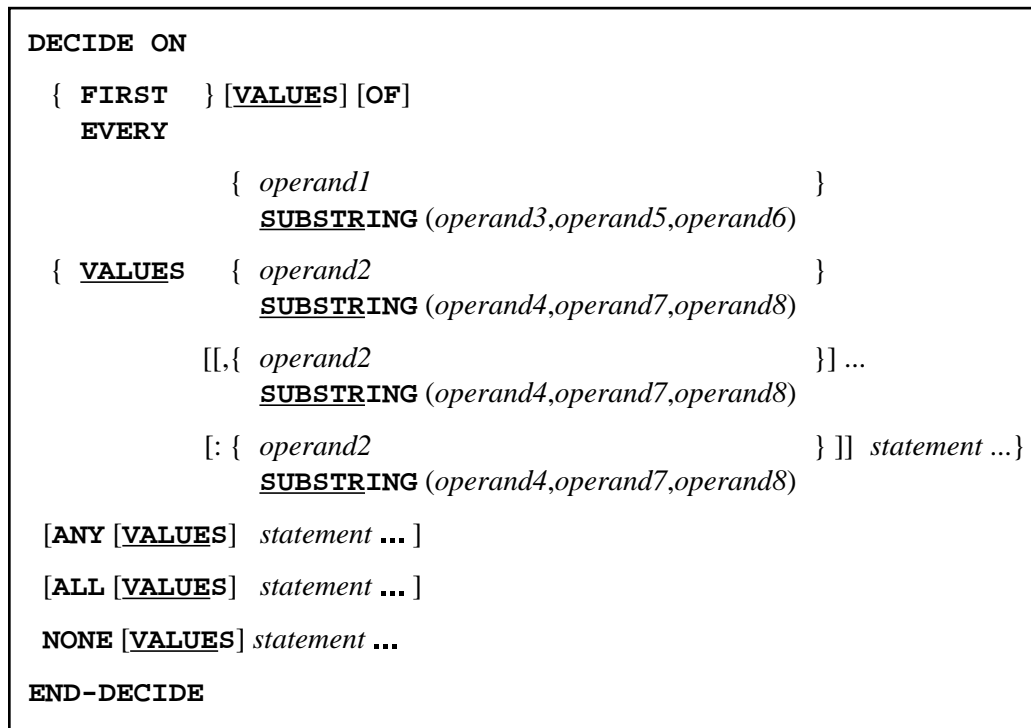 DECIDE ON
{ FIRST } [VALUES] [OF]
EVERY
{ operand1 }
SUBSTRING (operand3,operand5,operand6)
{ VALUES { operand2 }
SUBSTRING (operand4,operand7,operand8)
[[,{ operand2 }] ...
SUBSTRING (operand4,operand7,operand8)
[: { operand2 } ]] statement ...}
SUBSTRING (operand4,operand7,operand8)
[ANY [VALUES] statement ... ]
[ALL [VALUES] statement ... ]
NONE [VALUES] statement ...
END-DECIDE